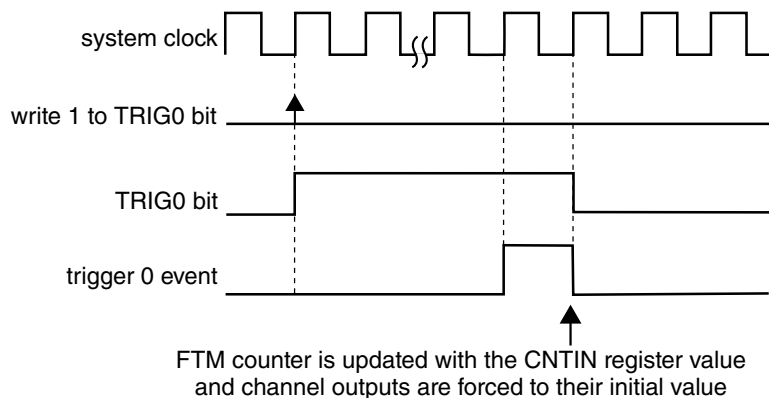 system clock
write 1 to TRIG0 bit
TRIG0 bit
trigger 0 event
FTM counter is updated with the CNTIN register value
and channel outputs are forced to their initial value